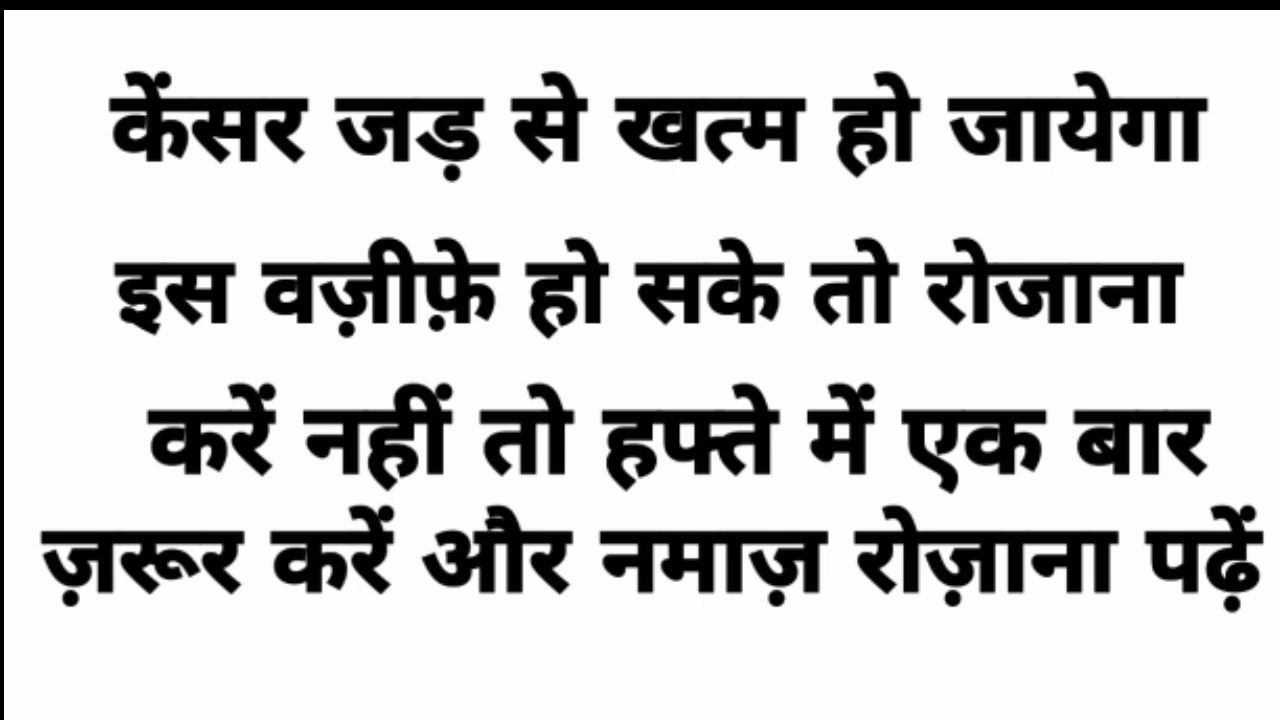 केंसर जड़ से खत्म हो जायेगा
इस वज़ीफ़े हो सके तो रोजाना
करें नहीं तो हफ्ते में एक बार
ज़रूर करें और नमाज़ रोज़ाना पढ़ें